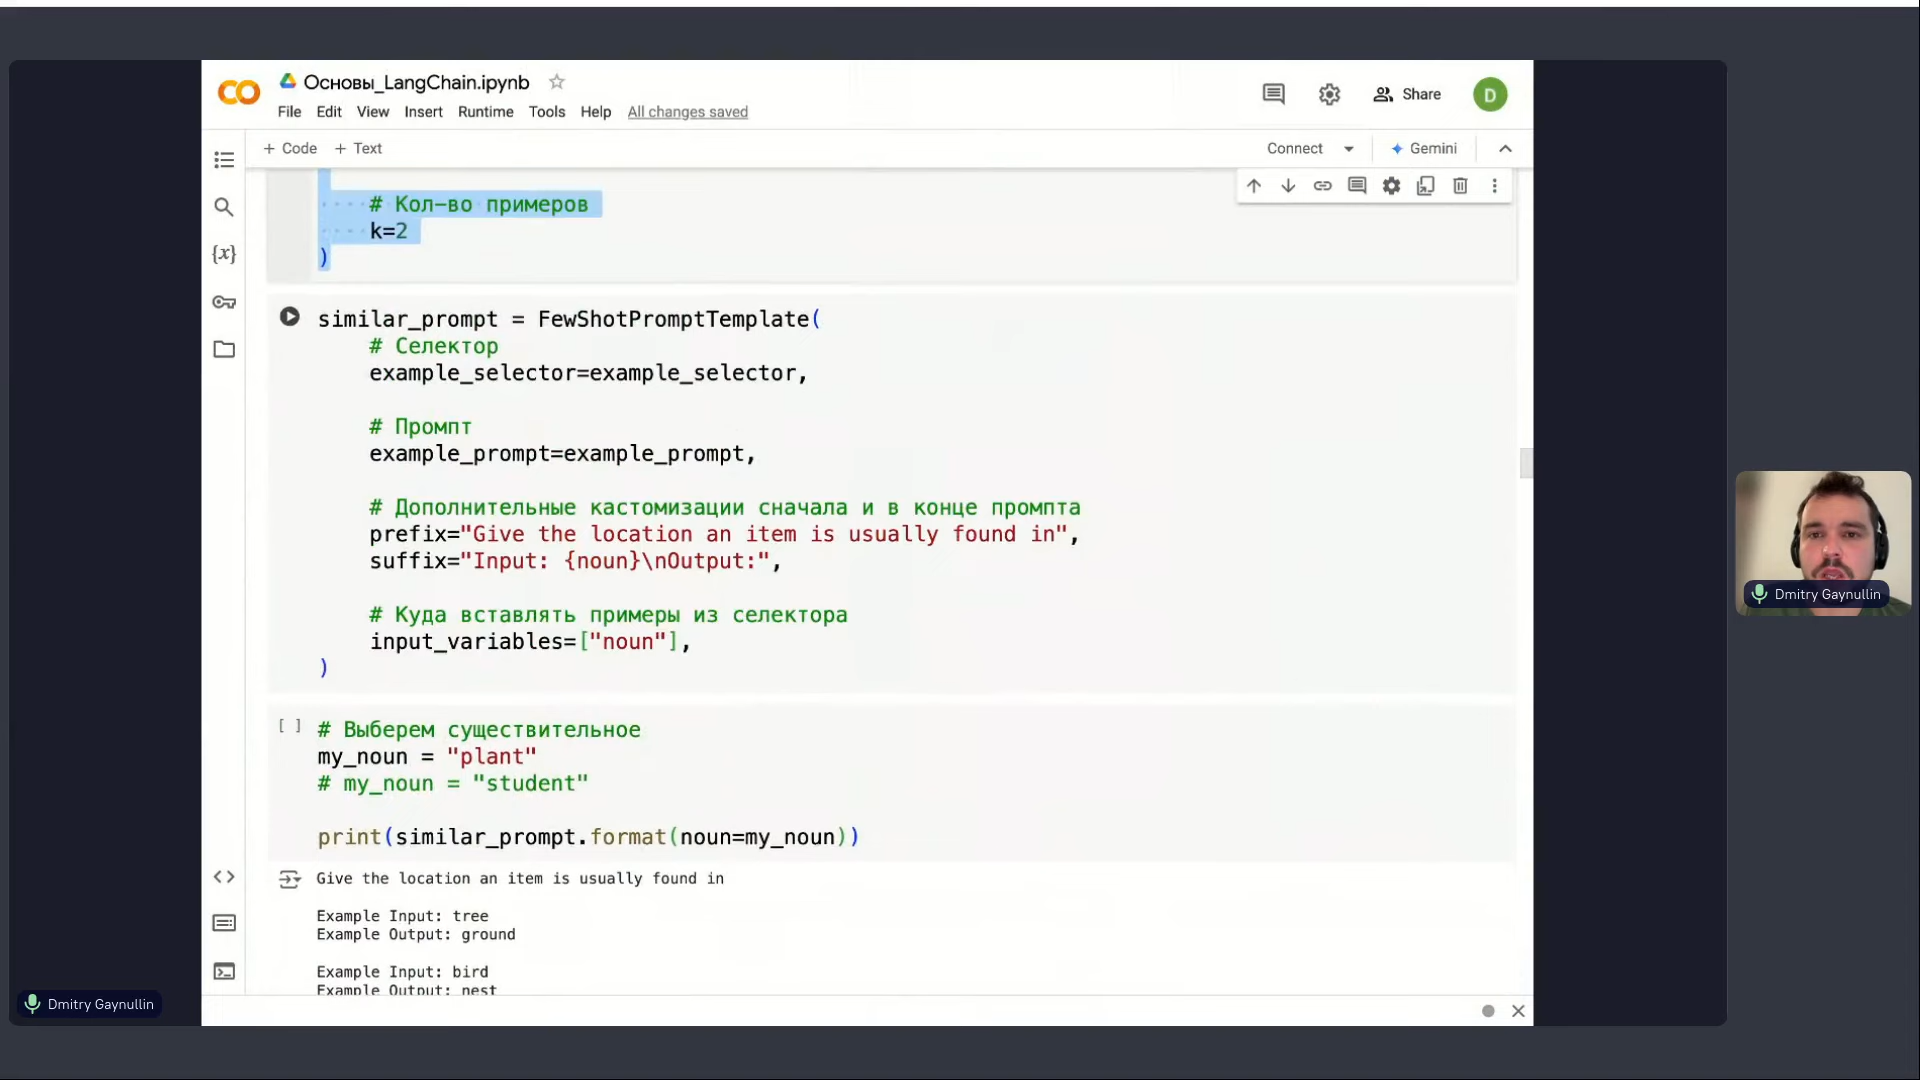 Основы_LangChain.ipynb
File Edit View Insert Runtime Tools Help All changes saved
Share
D
+ Code + Text
Connect
Gemini
# Кол-во примеров
k=2
)
similar_prompt = FewShotPromptTemplate(
# Селектор
example_selector=example_selector,
# Промпт
example_prompt=example_prompt,
# Дополнительные кастомизации сначала и в конце промпта
prefix="Give the location an item is usually found in",
suffix="Input: {noun}\nOutput:",
# Куда вставлять примеры из селектора
input_variables=["noun"],
)
[ ]
# Выберем существительное
my_noun = "plant"
# my_noun = "student"
print(similar_prompt.format(noun=my_noun))
Give the location an item is usually found in
Example Input: tree
Example Output: ground
Example Input: bird
Example Output: nest
Dmitry Gaynullin
Dmitry Gaynullin